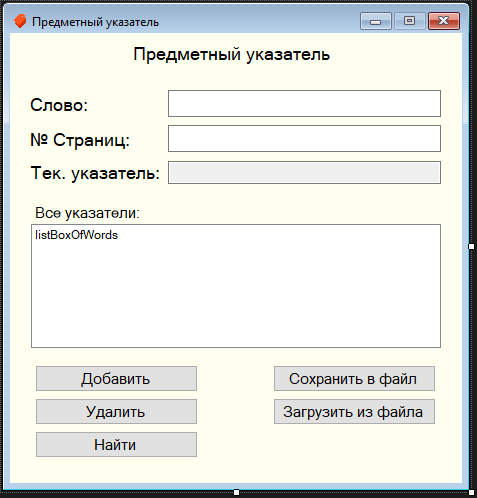 Предметный указатель
Предметный указатель
Слово:
№ Страниц:
Тек. указатель:
Все указатели:
listBoxOfWords
Добавить
Сохранить в файл
Удалить
Загрузить из файла
Найти